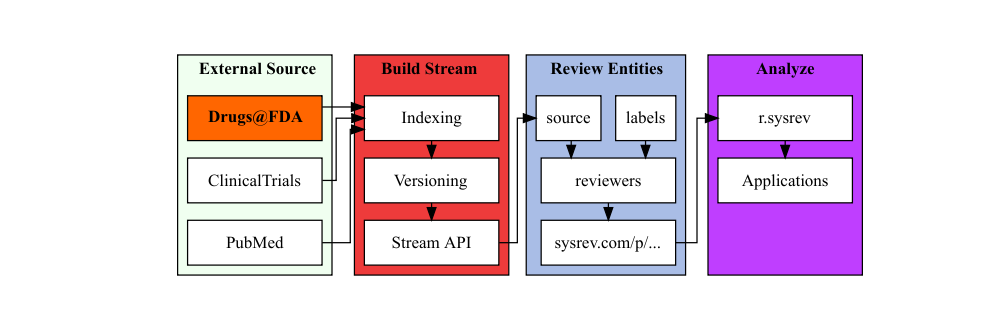 External Source
Drugs@FDA
ClinicalTrials
PubMed
Build Stream
Indexing
Versioning
Stream API
Review Entities
source
labels
reviewers
sysrev.com/p/...
Analyze
r.sysrev
Applications